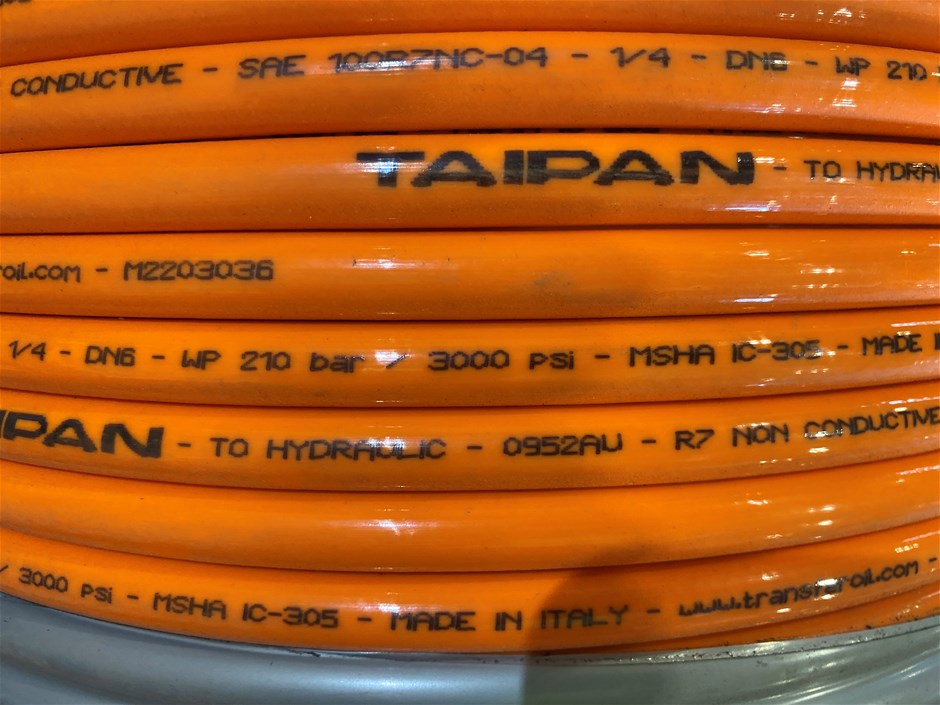 CONDUCTIVE - SAE 100R7NC-04 - 1/4 - DN6 - WP 210
TAIPAN - TO HYDRAU
roil.com - M2203036
1/4 - DN6 - WP 210 bar / 3000 psi - MSHA IC-305 - MADE I
IPAN - TO HYDRAULIC - 0952AU - R7 NON CONDUCTIVE
/ 3000 psi - MSHA IC-305 - MADE IN ITALY - www.transferoil.com -